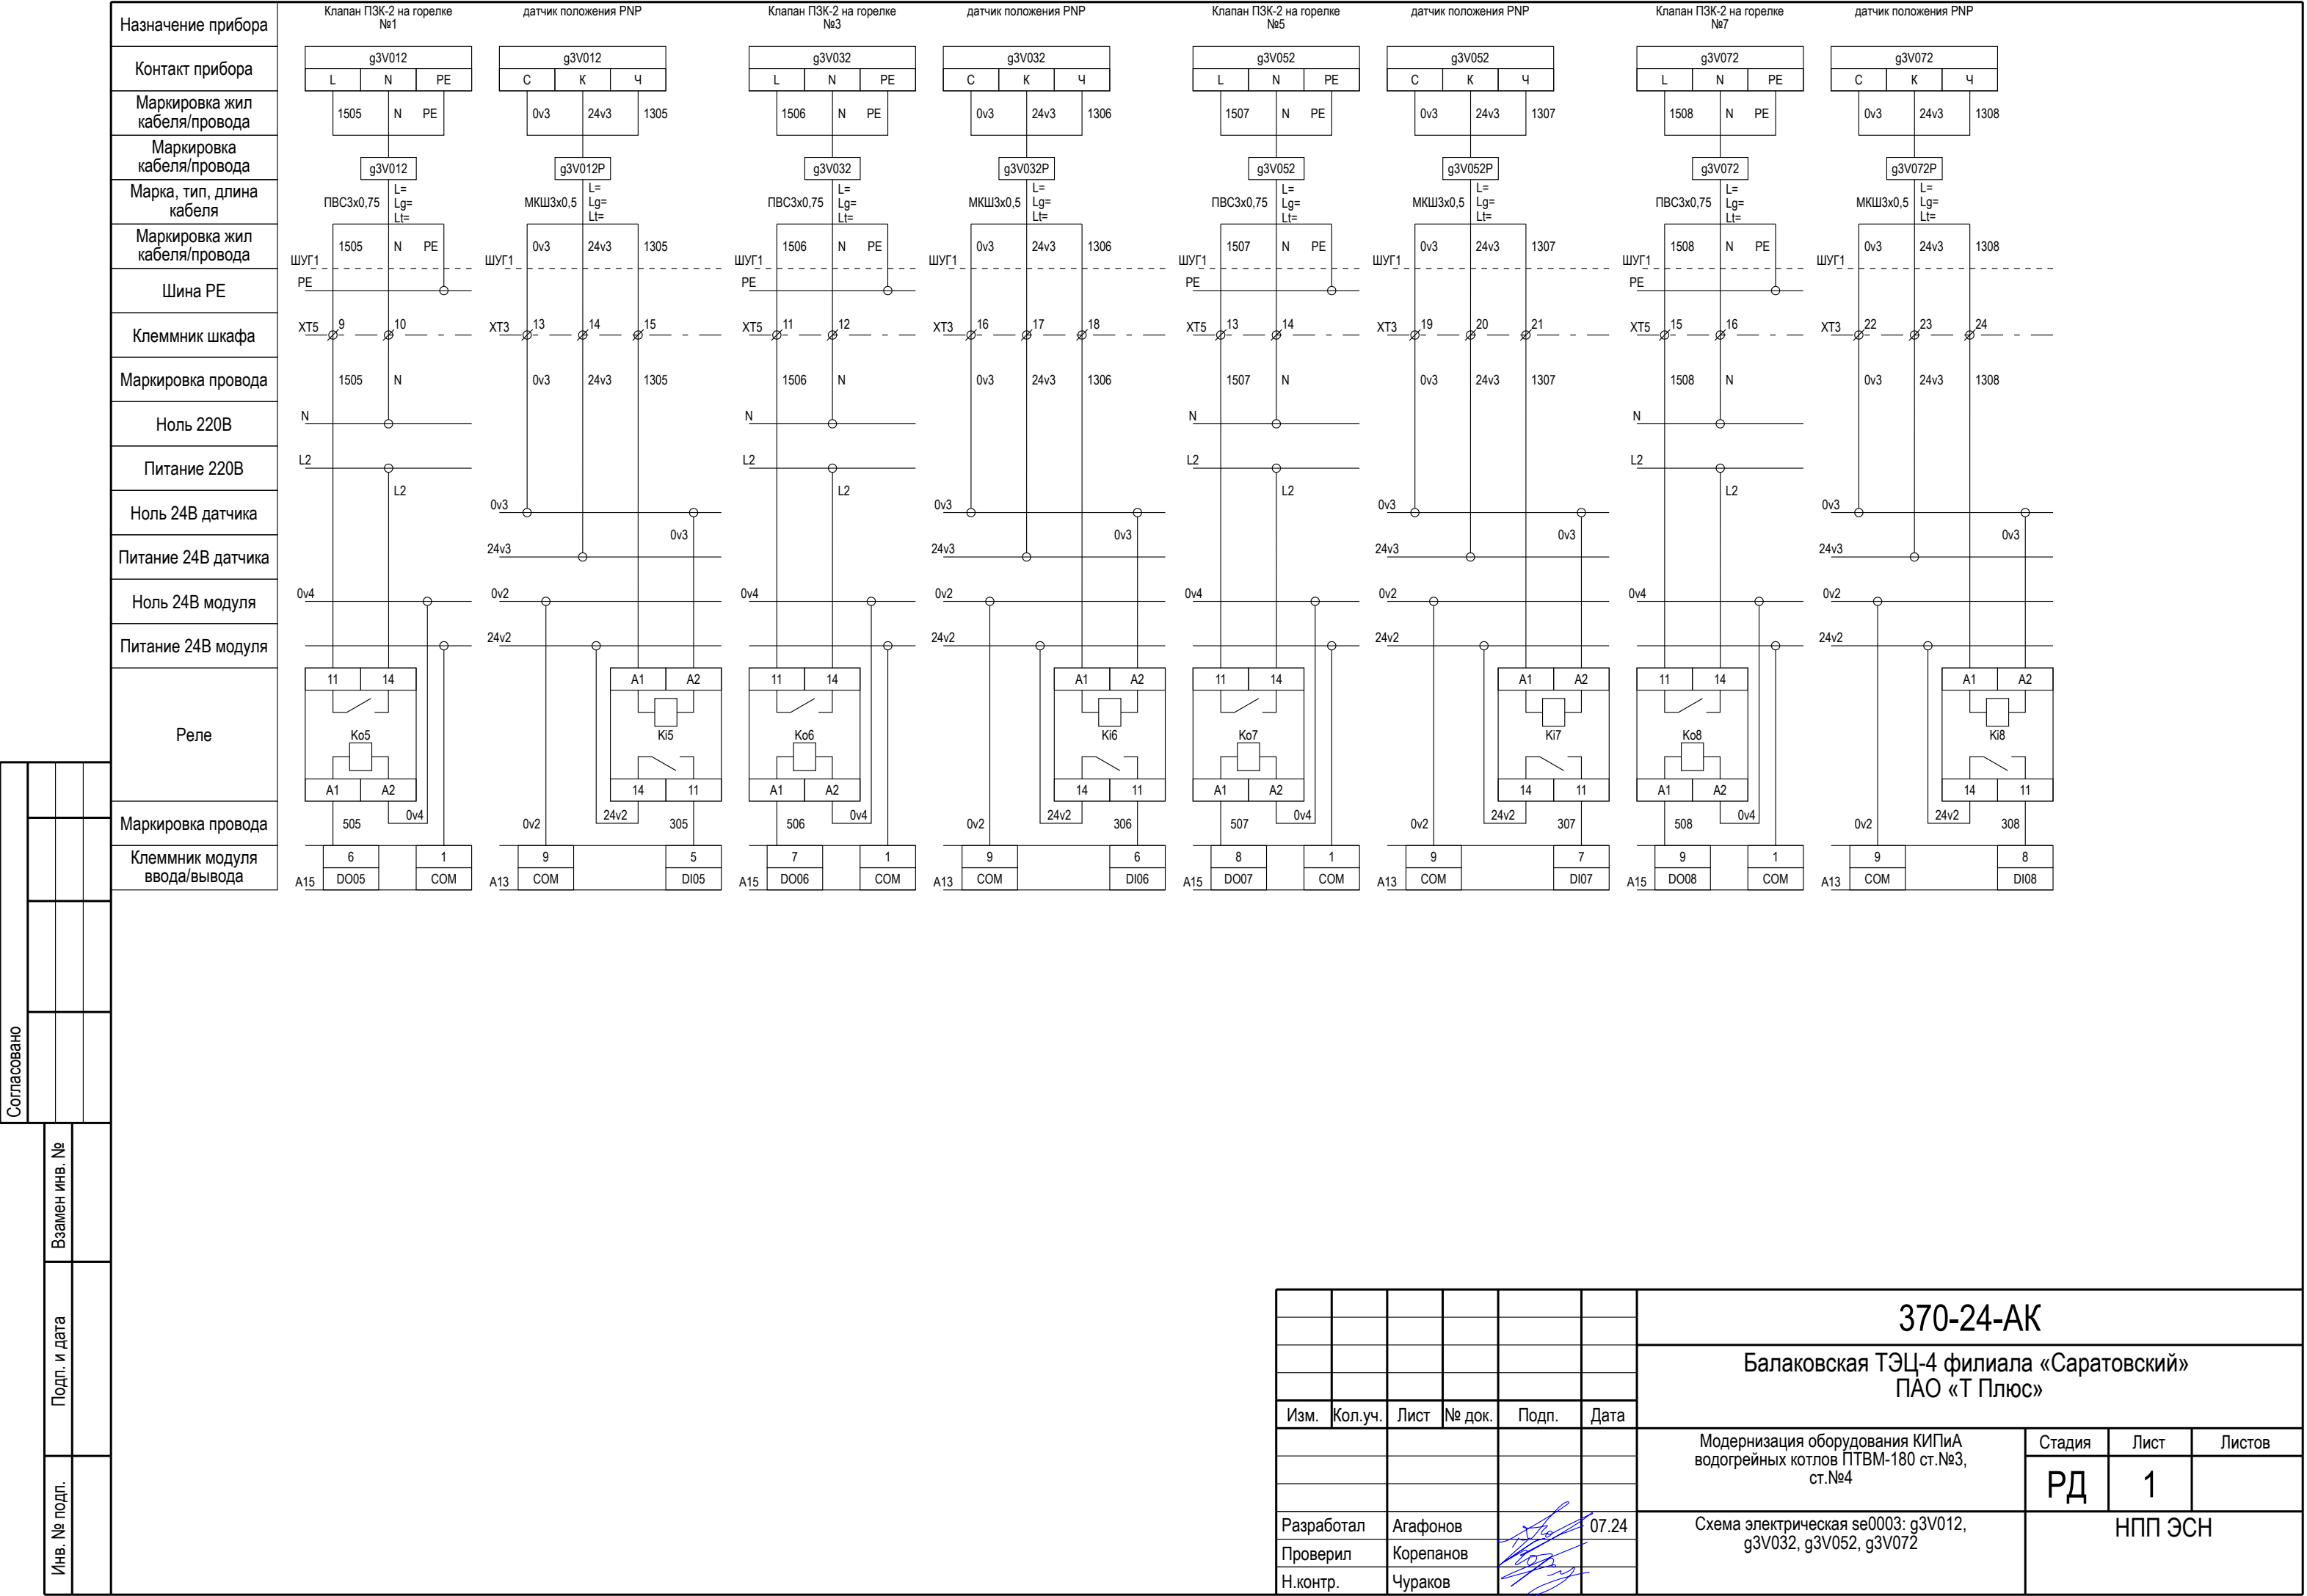 Назначение прибора
Клапан ПЗК-2 на горелке
№1
датчик положения PNP
Клапан ПЗК-2 на горелке
№3
датчик положения PNP
Клапан ПЗК-2 на горелке
№5
датчик положения PNP
Клапан ПЗК-2 на горелке
№7
датчик положения PNP
Контакт прибора
g3V012 g3V012 g3V032 g3V032 g3V052 g3V052 g3V072 g3V072
L N PE С К Ч L N PE С К Ч L N PE С К Ч L N PE С К Ч
Маркировка жил
кабеля/провода
1505 N PE 0v3 24v3 1305 1506 N PE 0v3 24v3 1306 1507 N PE 0v3 24v3 1307 1508 N PE 0v3 24v3 1308
Маркировка
кабеля/провода
g3V012 g3V012P g3V032 g3V032P g3V052 g3V052P g3V072 g3V072P
Марка, тип, длина
кабеля
L= L= L= L= L= L= L= L=
ПВС3х0,75 Lg= МКШ3х0,5 Lg= ПВС3х0,75 Lg= МКШ3х0,5 Lg= ПВС3х0,75 Lg= МКШ3х0,5 Lg= ПВС3х0,75 Lg= МКШ3х0,5 Lg=
Lt= Lt= Lt= Lt= Lt= Lt= Lt= Lt=
Маркировка жил
кабеля/провода
1505 N PE 0v3 24v3 1305 1506 N PE 0v3 24v3 1306 1507 N PE 0v3 24v3 1307 1508 N PE 0v3 24v3 1308
ШУГ1 ШУГ1 ШУГ1 ШУГ1 ШУГ1 ШУГ1 ШУГ1 ШУГ1
Шина PE
PE PE PE PE
Клеммник шкафа
XT5 9 10 XT3 13 14 15 XT5 11 12 XT3 16 17 18 XT5 13 14 XT3 19 20 21 XT5 15 16 XT3 22 23 24
Маркировка провода
1505 N 0v3 24v3 1305 1506 N 0v3 24v3 1306 1507 N 0v3 24v3 1307 1508 N 0v3 24v3 1308
Ноль 220В
N N N N
Питание 220В
L2 L2 L2 L2
L2 L2 L2 L2
Ноль 24В датчика
0v3 0v3 0v3 0v3
0v3 0v3 0v3 0v3
Питание 24В датчика
24v3 24v3 24v3 24v3
Ноль 24В модуля
0v4 0v2 0v4 0v2 0v4 0v2 0v4 0v2
Питание 24В модуля
24v2 24v2 24v2 24v2
Реле
11 14 A1 A2 11 14 A1 A2 11 14 A1 A2 11 14 A1 A2
Ko5 Ki5 Ko6 Ki6 Ko7 Ki7 Ko8 Ki8
A1 A2 14 11 A1 A2 14 11 A1 A2 14 11 A1 A2 14 11
Маркировка провода
505 0v4 0v2 24v2 305 506 0v4 0v2 24v2 306 507 0v4 0v2 24v2 307 508 0v4 0v2 24v2 308
Клеммник модуля
ввода/вывода
6 1 9 5 7 1 9 6 8 1 9 7 9 1 9 8
A15 DO05 COM A13 COM DI05 A15 DO06 COM A13 COM DI06 A15 DO07 COM A13 COM DI07 A15 DO08 COM A13 COM DI08
Согласовано
Взамен инв. №
Подп. и дата
Инв. № подп.
370-24-АК
Балаковская ТЭЦ-4 филиала «Саратовский»
ПАО «Т Плюс»
Изм. Кол.уч. Лист № док. Подп. Дата
Модернизация оборудования КИПиА
водогрейных котлов ПТВМ-180 ст.№3,
ст.№4
Стадия Лист Листов
РД 1
Разработал Агафонов 07.24
Проверил Корепанов
Н.контр. Чураков
Схема электрическая se0003: g3V012,
g3V032, g3V052, g3V072
НПП ЭСН